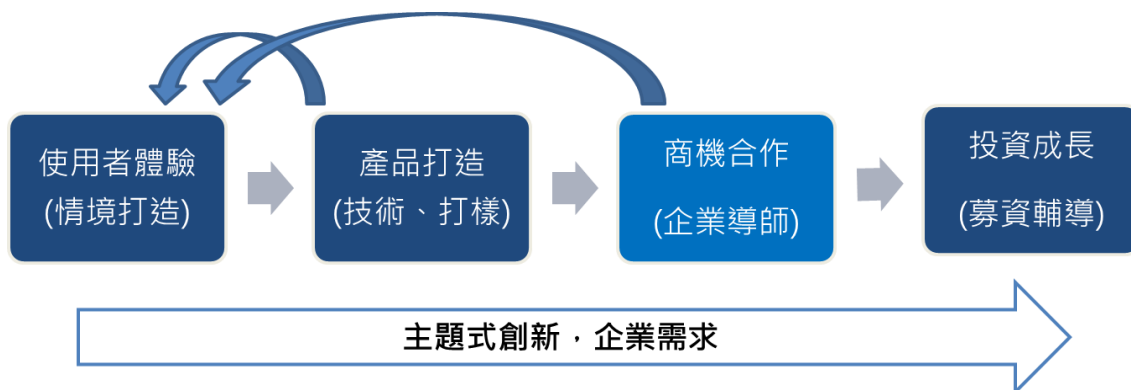 使用者體驗
(情境打造)
產品打造
(技術、打樣)
商機合作
(企業導師)
投資成長
(募資輔導)
主題式創新，企業需求